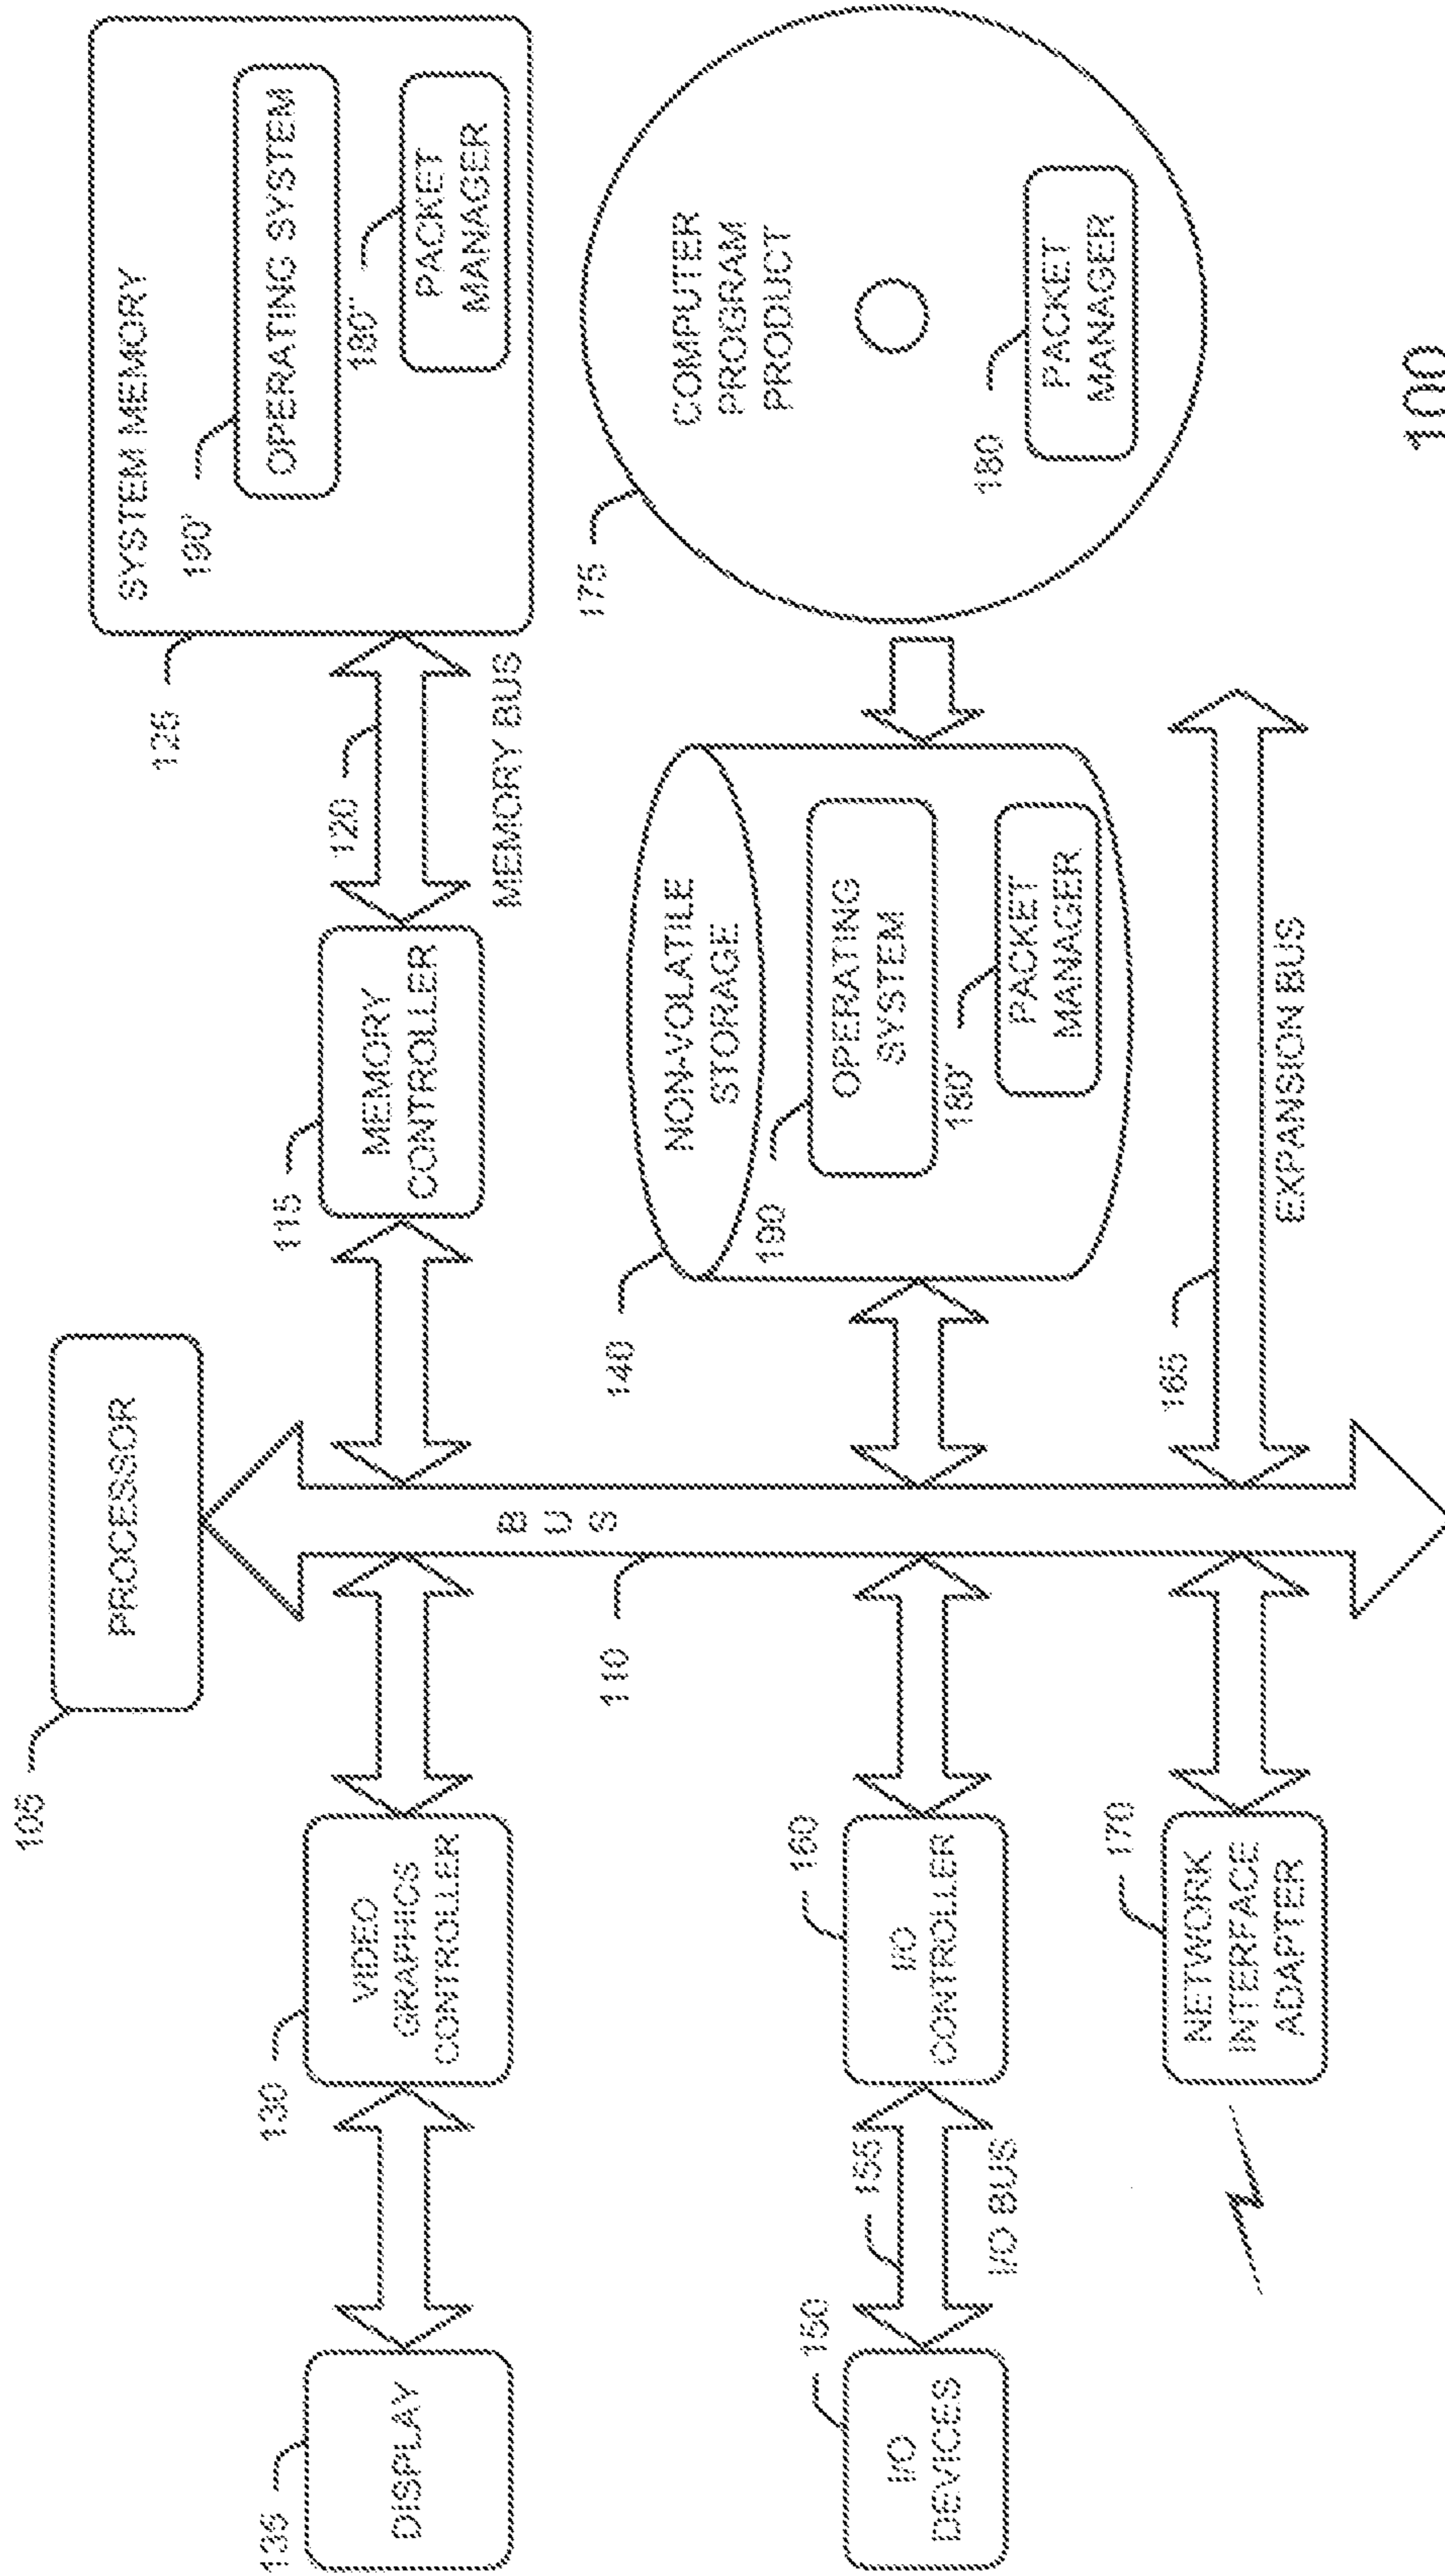 105
PROCESSOR
135
DISPLAY
130
VIDEO
GRAPHICS
CONTROLLER
115
MEMORY
CONTROLLER
120
MEMORY BUS
125
SYSTEM MEMORY
190'
OPERATING SYSTEM
180''
PACKET
MANAGER
BUS
110
150
I/O
DEVICES
155
I/O BUS
160
I/O
CONTROLLER
140
NON-VOLATILE
STORAGE
190
OPERATING
SYSTEM
180'
PACKET
MANAGER
175
COMPUTER
PROGRAM
PRODUCT
180
PACKET
MANAGER
170
NETWORK
INTERFACE
ADAPTER
165
EXPANSION BUS
100